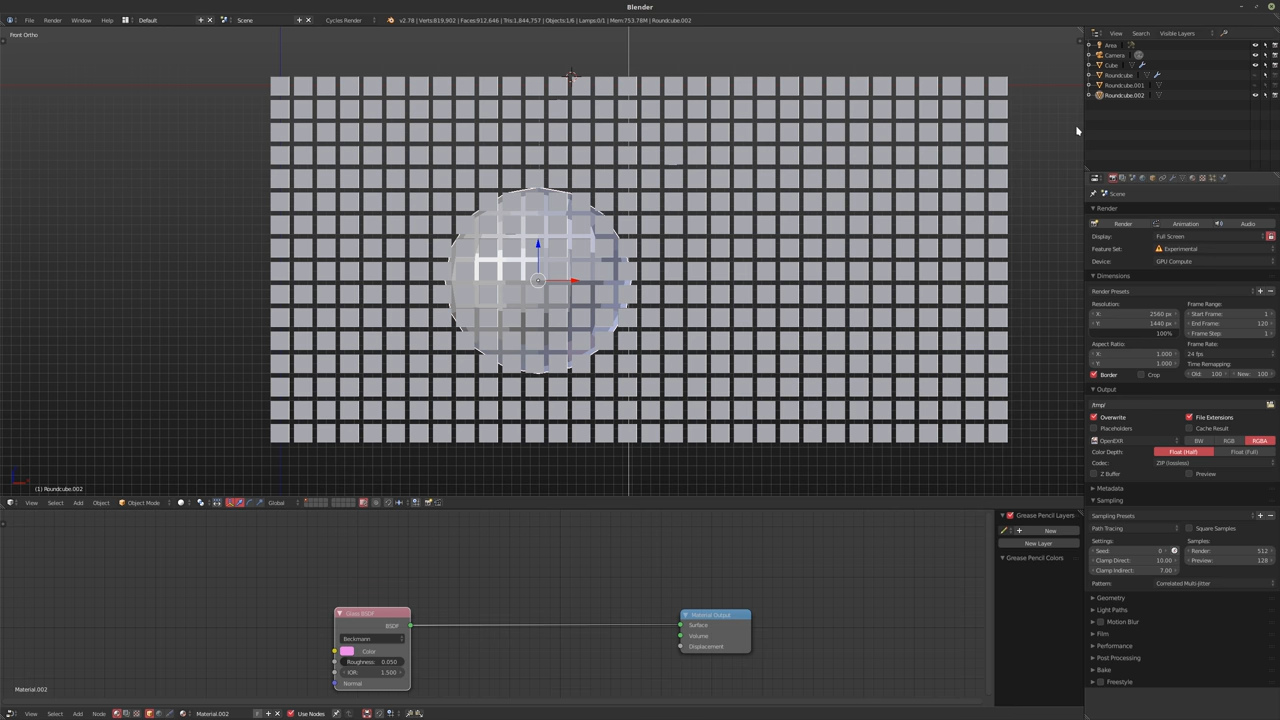 Blender
File Render Window Help Default Scene Cycles Render v2.78 | Verts:819,902 | Faces:912,646 | Tris:1,844,757 | Objects:1/6 | Lamps:0/1 | Mem:753.78M | Roundcube.002
Front Ortho
View Search Visible Layers
Area
Camera
Cube
Roundcube
Roundcube.001
Roundcube.002
Scene
Render
Render Animation Audio
Display: Full Screen
Feature Set: Experimental
Device: GPU Compute
Dimensions
Render Presets
Resolution: Frame Range:
X: 2560 px Start Frame: 1
Y: 1440 px End Frame: 120
100% Frame Step: 1
Aspect Ratio: Frame Rate:
X: 1.000 24 fps
Y: 1.000 Time Remapping:
Border Crop Old: 100 New: 100
Output
/tmp/
Overwrite File Extensions
Placeholders Cache Result
OpenEXR BW RGB RGBA
Color Depth: Float (Half) Float (Full)
Codec: ZIP (lossless)
Z Buffer Preview
Metadata
Sampling
Sampling Presets
Path Tracing Square Samples
Settings: Samples:
Seed: 0 Render: 512
Clamp Direct: 10.00 Preview: 128
Clamp Indirect: 7.00
Pattern: Correlated Multi-Jitter
Geometry
Light Paths
Motion Blur
Film
Performance
Post Processing
Bake
Freestyle
(1) Roundcube.002
View Select Add Object Object Mode Global
Grease Pencil Layers
New
New Layer
Grease Pencil Colors
Glass BSDF
BSDF
Beckmann
Color
Roughness: 0.050
IOR: 1.500
Normal
Material Output
Surface
Volume
Displacement
Material.002
View Select Add Node Material.002 F Use Nodes